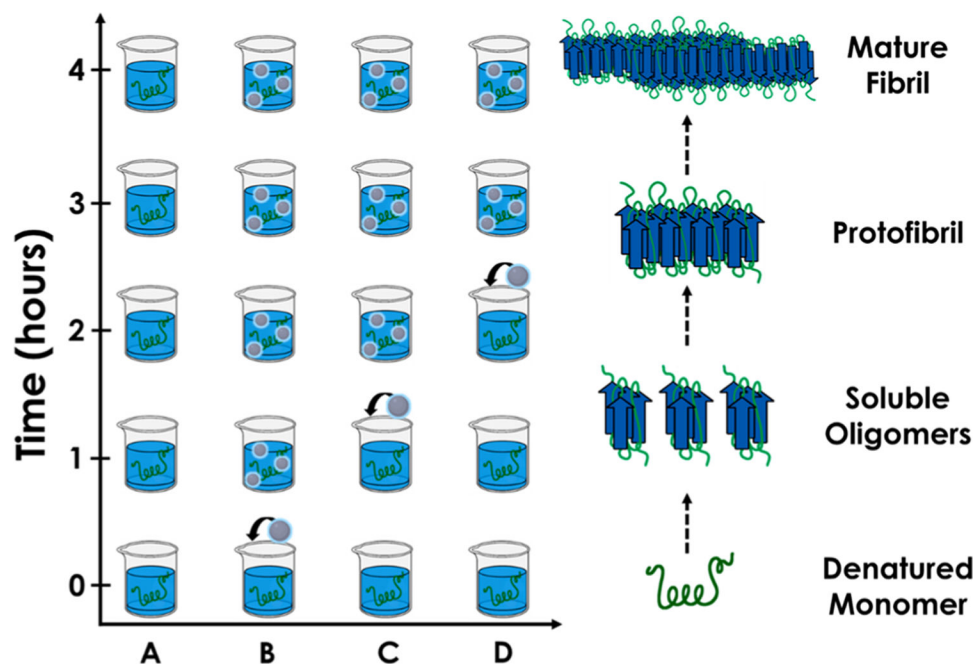 Time (hours)
4
3
2
1
0
A B C D
Mature
Fibril
Protofibril
Soluble
Oligomers
Denatured
Monomer